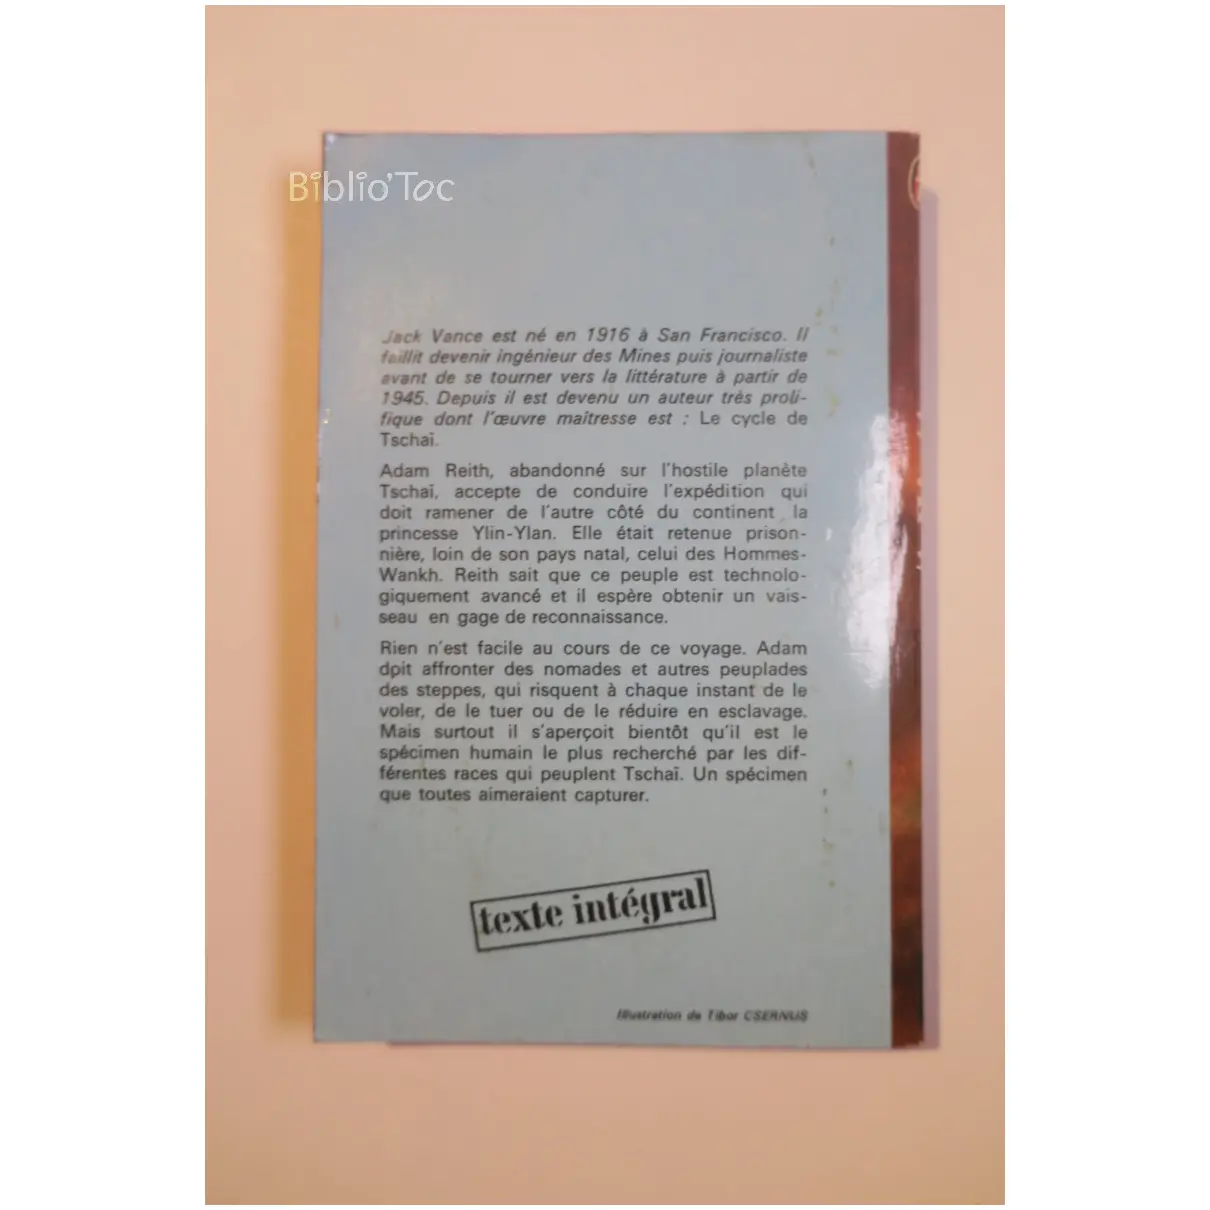 Biblio'Toc
Jack Vance est né en 1916 à San Francisco. Il
faillit devenir ingénieur des Mines puis journaliste
avant de se tourner vers la littérature à partir de
1945. Depuis il est devenu un auteur très proli-
fique dont l'œuvre maîtresse est : Le cycle de
Tschaï.
Adam Reith, abandonné sur l'hostile planète
Tschaï, accepte de conduire l'expédition qui
doit ramener de l'autre côté du continent la
princesse Ylin-Ylan. Elle était retenue prison-
nière, loin de son pays natal, celui des Hommes-
Wankh. Reith sait que ce peuple est technolo-
giquement avancé et il espère obtenir un vais-
seau en gage de reconnaissance.
Rien n'est facile au cours de ce voyage. Adam
doit affronter des nomades et autres peuplades
des steppes, qui risquent à chaque instant de le
voler, de le tuer ou de le réduire en esclavage.
Mais surtout il s'aperçoit bientôt qu'il est le
spécimen humain le plus recherché par les dif-
férentes races qui peuplent Tschaï. Un spécimen
que toutes aimeraient capturer.
texte intégral
Illustration de Tibor CSERNUS